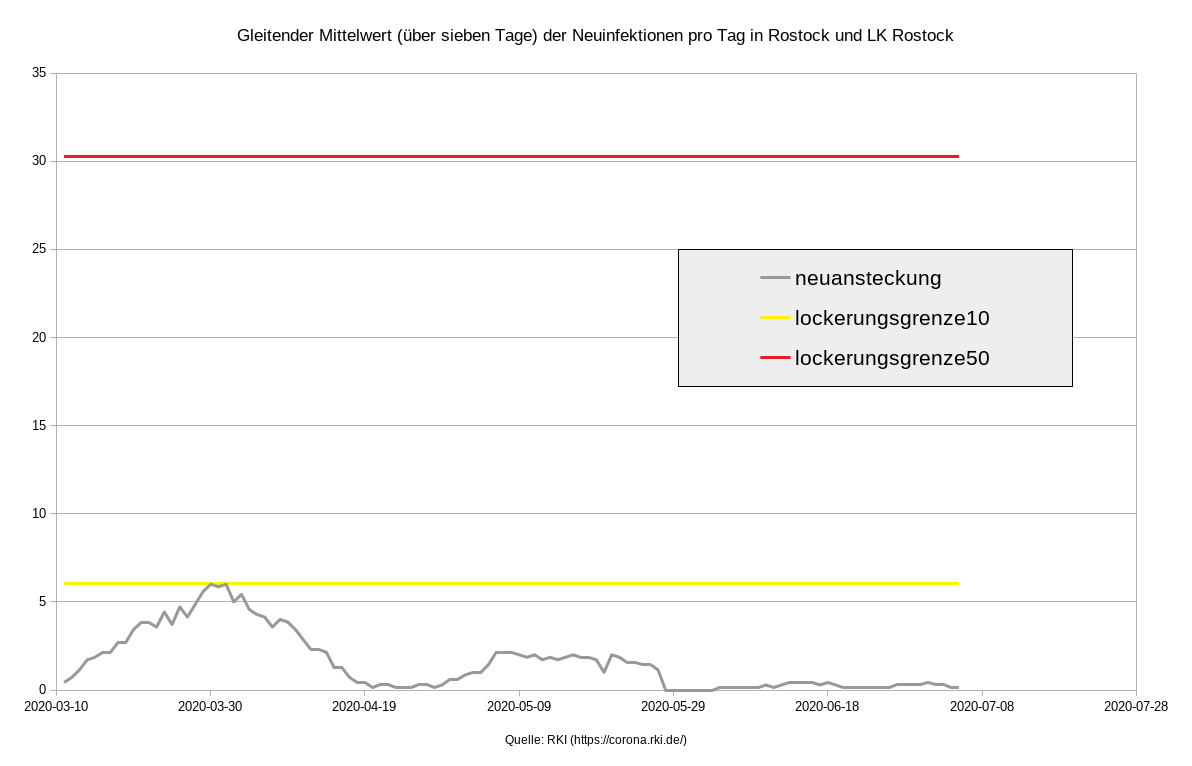 Gleitender Mittelwert (über sieben Tage) der Neuinfektionen pro Tag in Rostock und LK Rostock
35
30
25
20
15
10
5
0
neuansteckung
lockerungsgrenze10
lockerungsgrenze50
2020-03-10 2020-03-30 2020-04-19 2020-05-09 2020-05-29 2020-06-18 2020-07-08 2020-07-28
Quelle: RKI (https://corona.rki.de/)